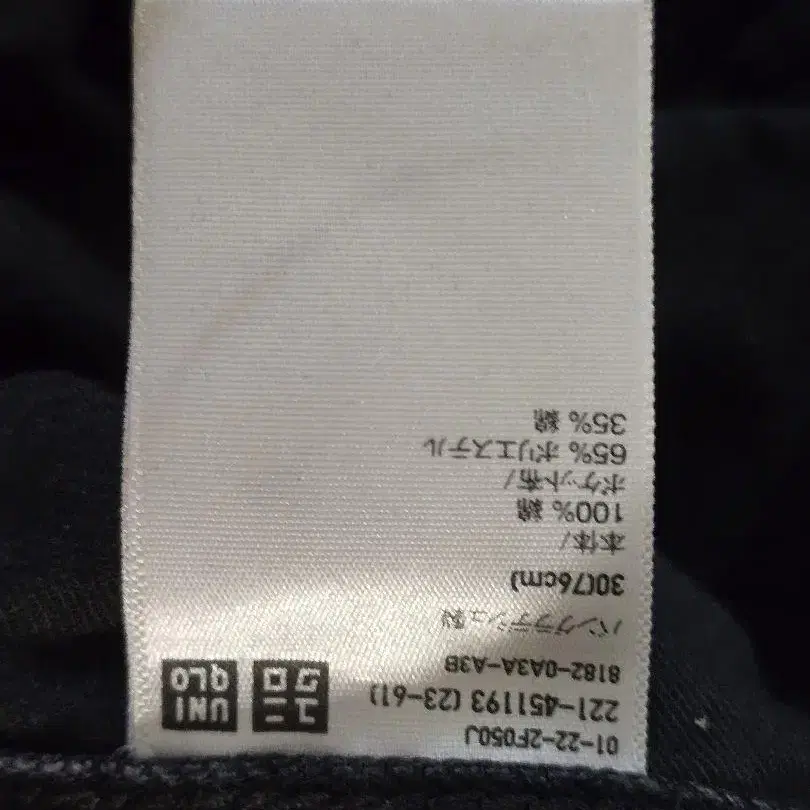 ユニ
クロ
UNI
QLO
01-22-2F050J
221-451193 (23-61)
8182-0A3A-A3B
バングラデシュ製
30(76cm)
本体/
100% 綿
ポケット布/
65% ポリエステル
35% 綿